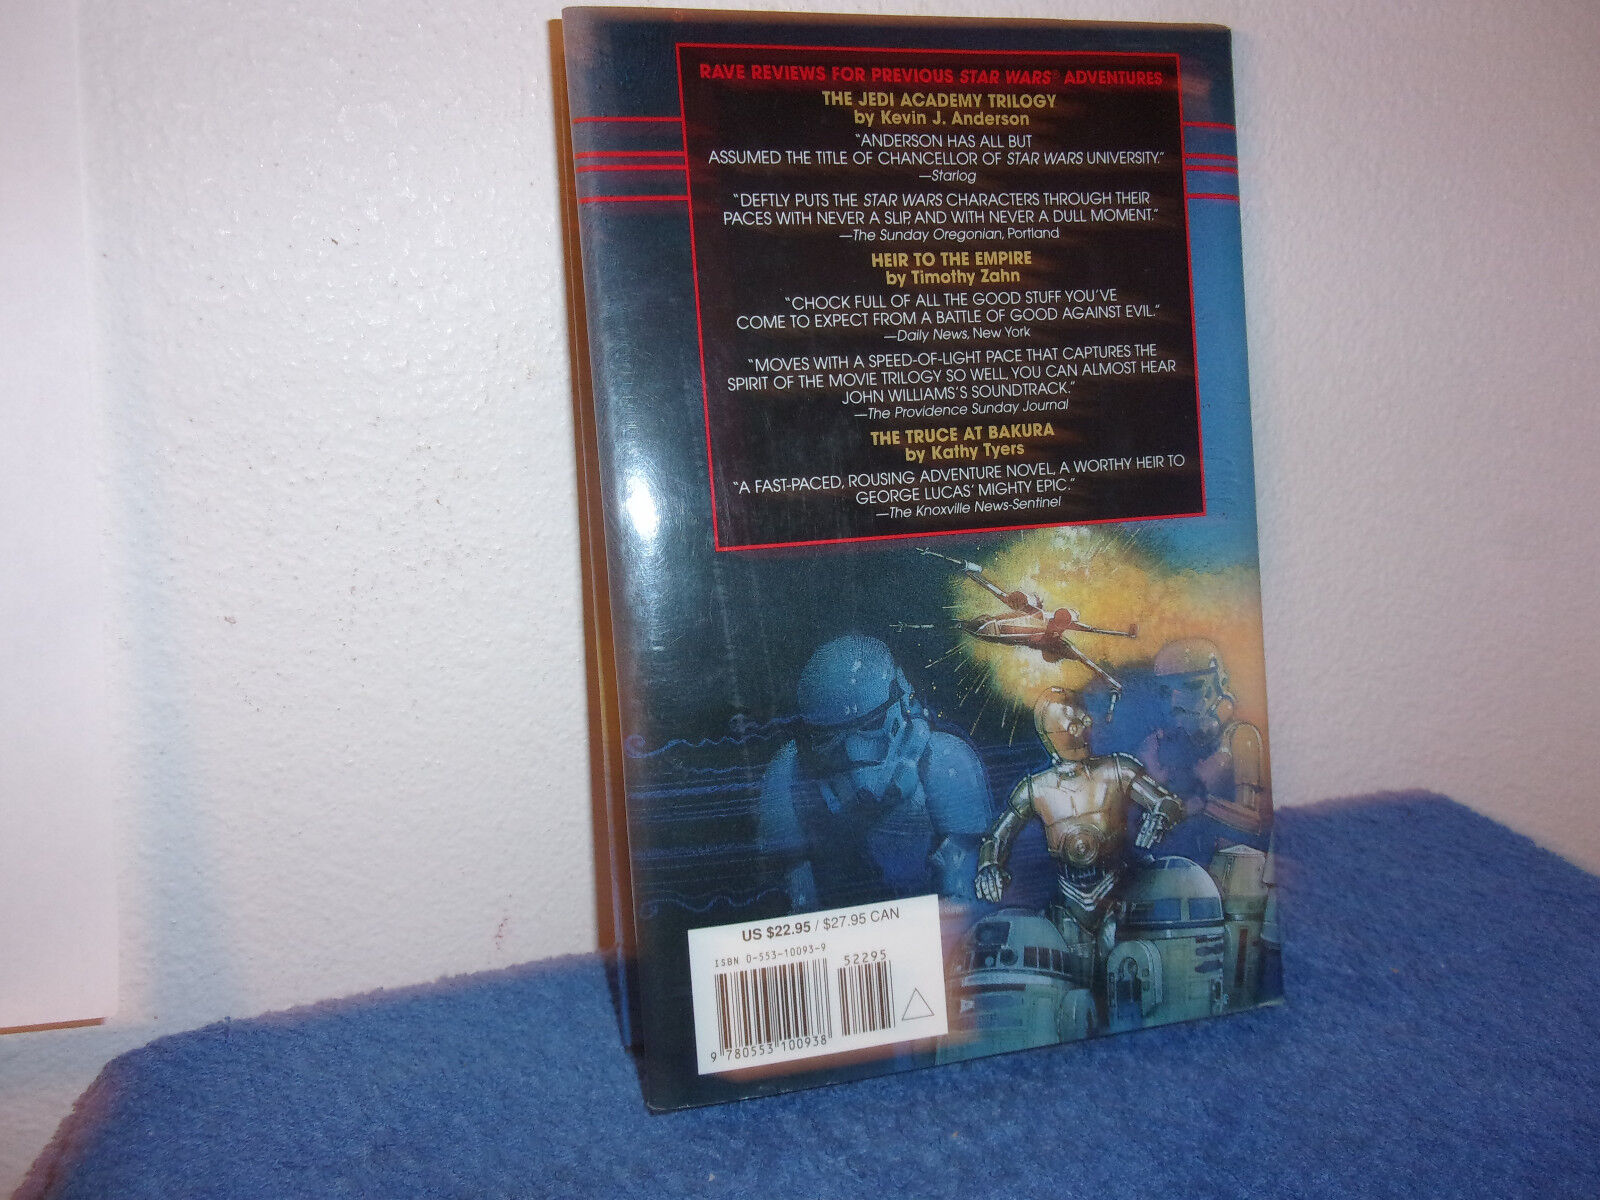 RAVE REVIEWS FOR PREVIOUS STAR WARS® ADVENTURES
THE JEDI ACADEMY TRILOGY
by Kevin J. Anderson
"ANDERSON HAS ALL BUT
ASSUMED THE TITLE OF CHANCELLOR OF STAR WARS UNIVERSITY."
—Starlog
"DEFTLY PUTS THE STAR WARS CHARACTERS THROUGH THEIR
PACES WITH NEVER A SLIP, AND WITH NEVER A DULL MOMENT."
—The Sunday Oregonian, Portland
HEIR TO THE EMPIRE
by Timothy Zahn
"CHOCK FULL OF ALL THE GOOD STUFF YOU'VE
COME TO EXPECT FROM A BATTLE OF GOOD AGAINST EVIL."
—Daily News, New York
"MOVES WITH A SPEED-OF-LIGHT PACE THAT CAPTURES THE
SPIRIT OF THE MOVIE TRILOGY SO WELL, YOU CAN ALMOST HEAR
JOHN WILLIAMS'S SOUNDTRACK."
—The Providence Sunday Journal
THE TRUCE AT BAKURA
by Kathy Tyers
"A FAST-PACED, ROUSING ADVENTURE NOVEL, A WORTHY HEIR TO
GEORGE LUCAS' MIGHTY EPIC."
—The Knoxville News-Sentinel
US $22.95 / $27.95 CAN
ISBN 0-553-10093-9
52295
9 780553 100938